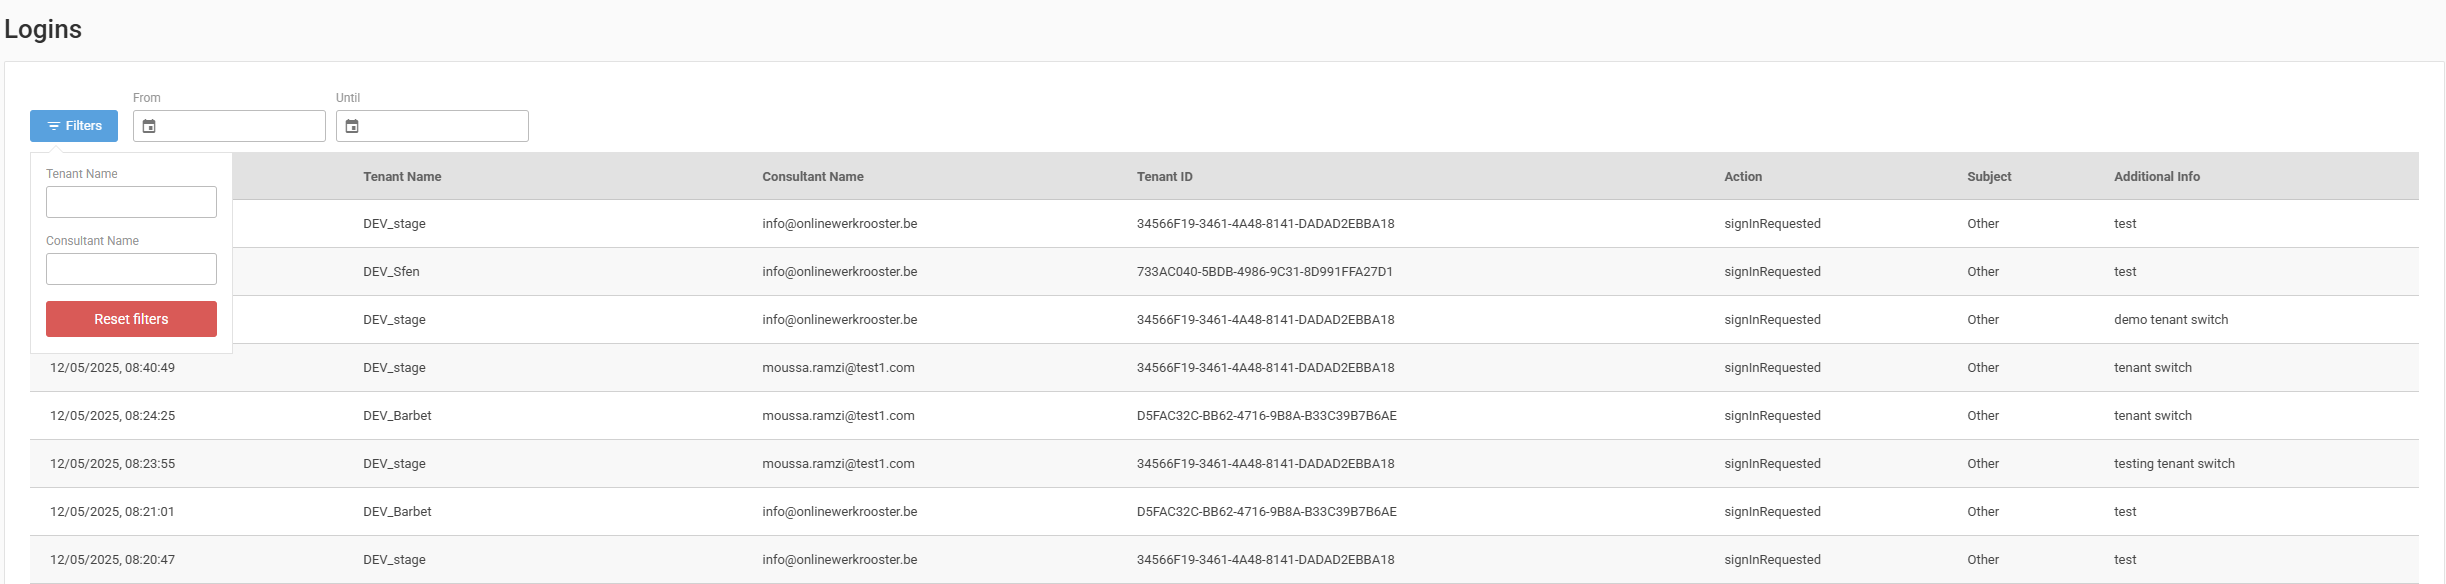 Logins
From
Until
Filters
Tenant Name
Consultant Name
Reset filters
Tenant Name Consultant Name Tenant ID Action Subject Additional Info
DEV_stage info@onlinewerkrooster.be 34566F19-3461-4A48-8141-DADAD2EBBA18 signInRequested Other test
DEV_Sfen info@onlinewerkrooster.be 733AC040-5BDB-4986-9C31-8D991FFA27D1 signInRequested Other test
DEV_stage info@onlinewerkrooster.be 34566F19-3461-4A48-8141-DADAD2EBBA18 signInRequested Other demo tenant switch
12/05/2025, 08:40:49 DEV_stage moussa.ramzi@test1.com 34566F19-3461-4A48-8141-DADAD2EBBA18 signInRequested Other tenant switch
12/05/2025, 08:24:25 DEV_Barbet moussa.ramzi@test1.com D5FAC32C-BB62-4716-9B8A-B33C39B7B6AE signInRequested Other tenant switch
12/05/2025, 08:23:55 DEV_stage moussa.ramzi@test1.com 34566F19-3461-4A48-8141-DADAD2EBBA18 signInRequested Other testing tenant switch
12/05/2025, 08:21:01 DEV_Barbet info@onlinewerkrooster.be D5FAC32C-BB62-4716-9B8A-B33C39B7B6AE signInRequested Other test
12/05/2025, 08:20:47 DEV_stage info@onlinewerkrooster.be 34566F19-3461-4A48-8141-DADAD2EBBA18 signInRequested Other test